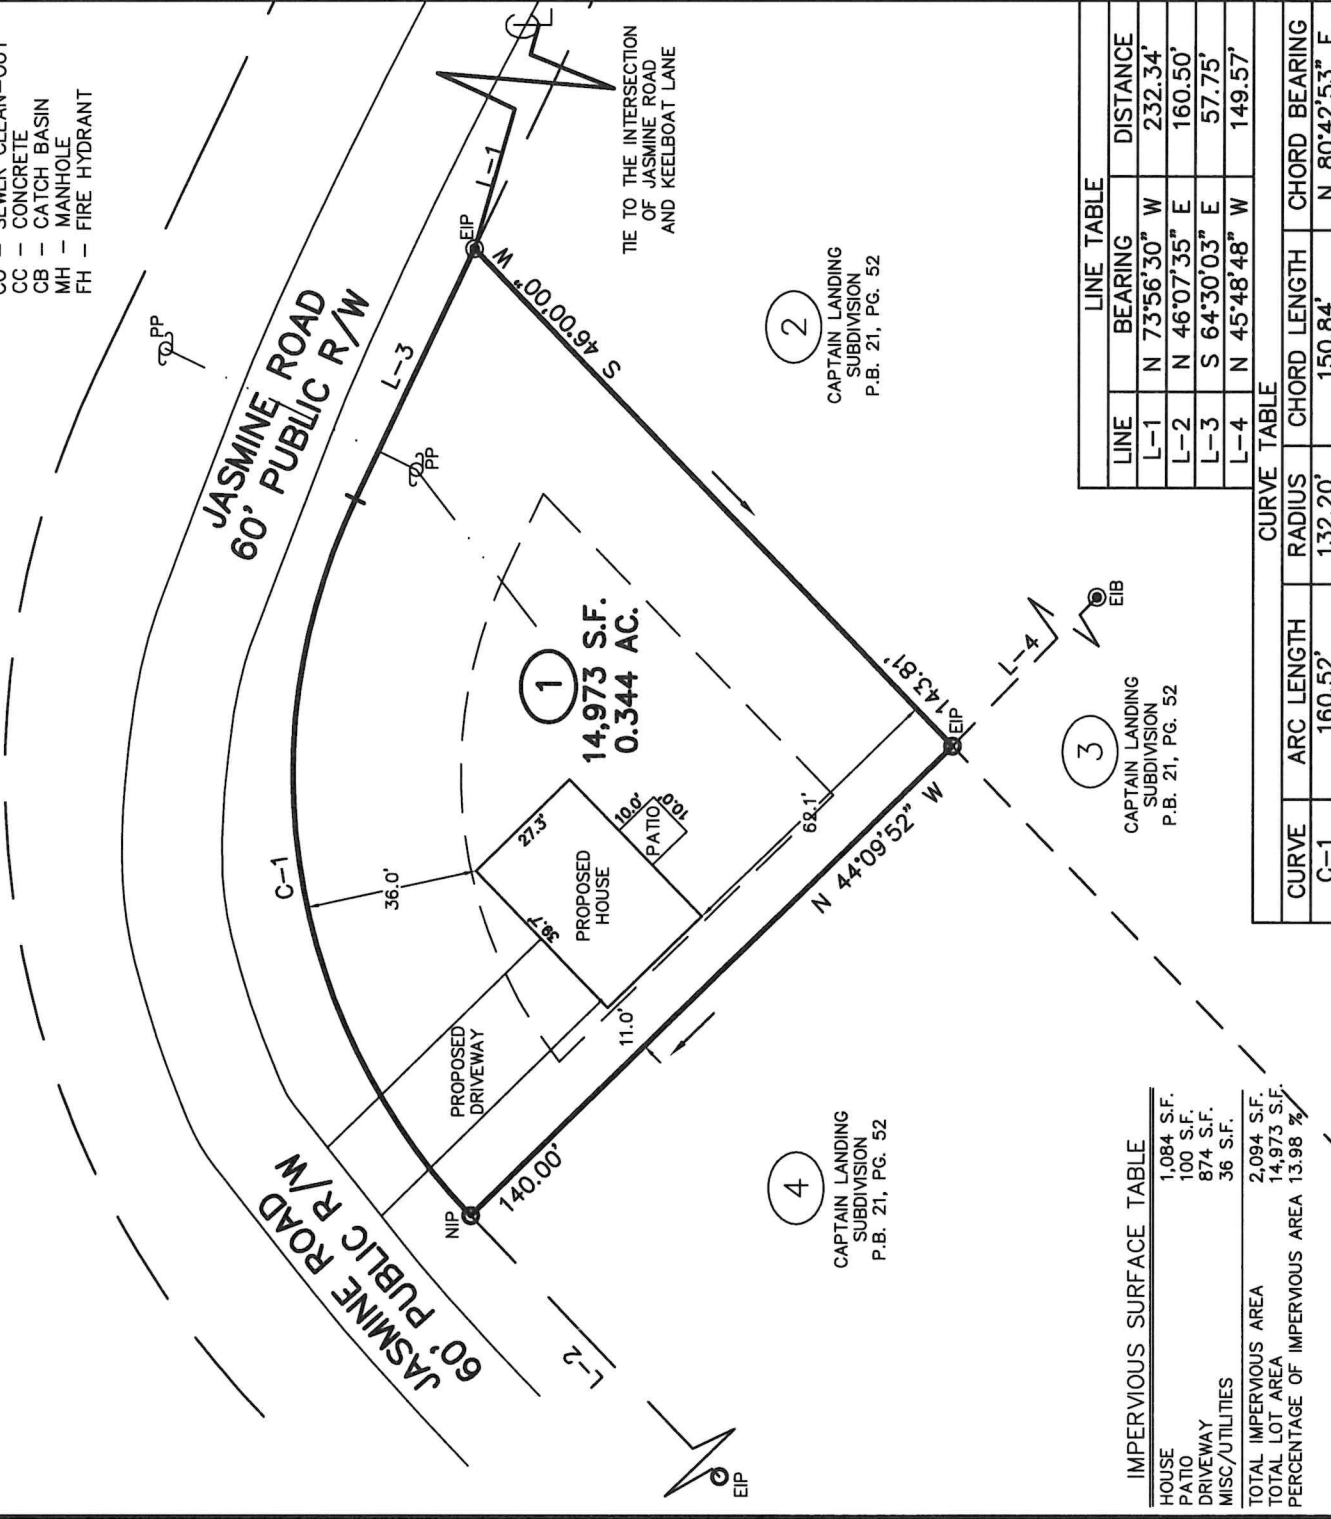 CC – CONCRETE
CB – CATCH BASIN
MH – MANHOLE
FH – FIRE HYDRANT
PP
JASMINE ROAD
60' PUBLIC R/W
L-3
PP
EIP
L-1
CL
TIE TO THE INTERSECTION
OF JASMINE ROAD
AND KEELBOAT LANE
S 46°00'00" W
143.81'
C-1
36.0'
1
14,973 S.F.
0.344 AC.
27.3'
39.7'
10.0'
10.0'
PATIO
PROPOSED
HOUSE
PROPOSED
DRIVEWAY
62.1'
11.0'
N 44°09'52" W
140.00'
NIP
EIP
JASMINE ROAD
60' PUBLIC R/W
L-2
EIP
L-4
EIB
2
CAPTAIN LANDING
SUBDIVISION
P.B. 21, PG. 52
3
CAPTAIN LANDING
SUBDIVISION
P.B. 21, PG. 52
4
CAPTAIN LANDING
SUBDIVISION
P.B. 21, PG. 52
IMPERVIOUS SURFACE TABLE
HOUSE 1,084 S.F.
PATIO 100 S.F.
DRIVEWAY 874 S.F.
MISC/UTILITIES 36 S.F.
TOTAL IMPERVIOUS AREA 2,094 S.F.
TOTAL LOT AREA 14,973 S.F.
PERCENTAGE OF IMPERVIOUS AREA 13.98 %
LINE TABLE
LINE BEARING DISTANCE
L-1 N 73°56'30" W 232.34'
L-2 N 46°07'35" E 160.50'
L-3 S 64°30'03" E 57.75'
L-4 N 45°48'48" W 149.57'
CURVE TABLE
CURVE ARC LENGTH RADIUS CHORD LENGTH CHORD BEARING
C-1 160.52' 132.20' 150.84' N 80°42'53" E